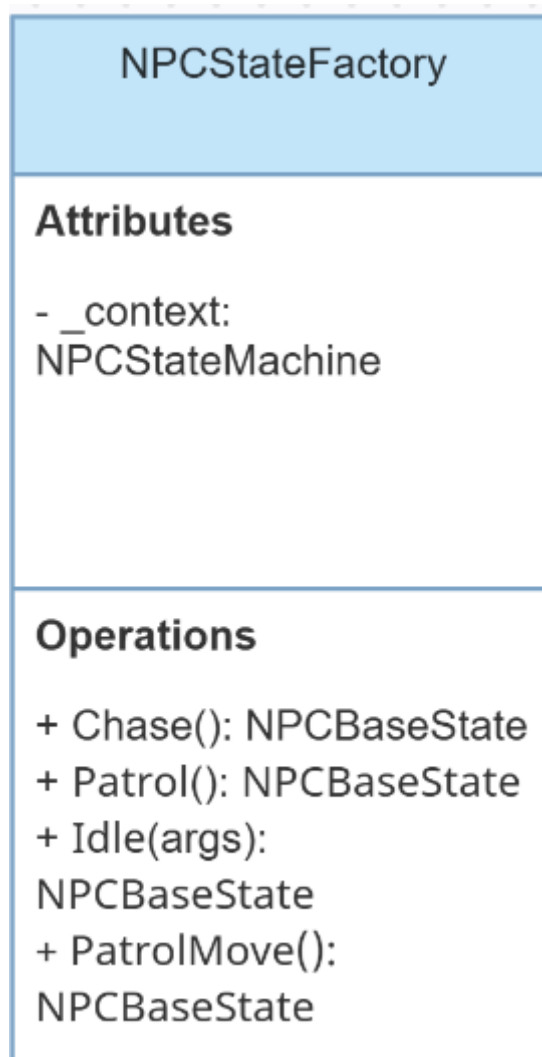 NPCStateFactory
Attributes
- _context:
NPCStateMachine
Operations
+ Chase(): NPCBaseState
+ Patrol(): NPCBaseState
+ Idle(args):
NPCBaseState
+ PatrolMove():
NPCBaseState